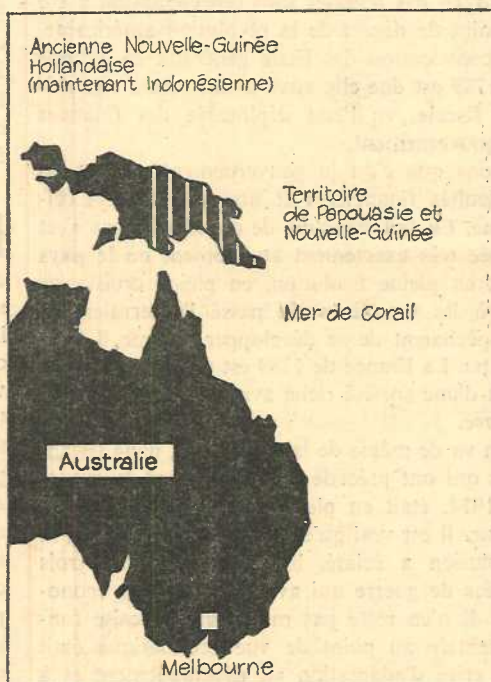 Ancienne Nouvelle-Guinée
Hollandaise
(maintenant Indonésienne)
Territoire
de Papouasie et
Nouvelle-Guinée
Mer de corail
Australie
Melbourne